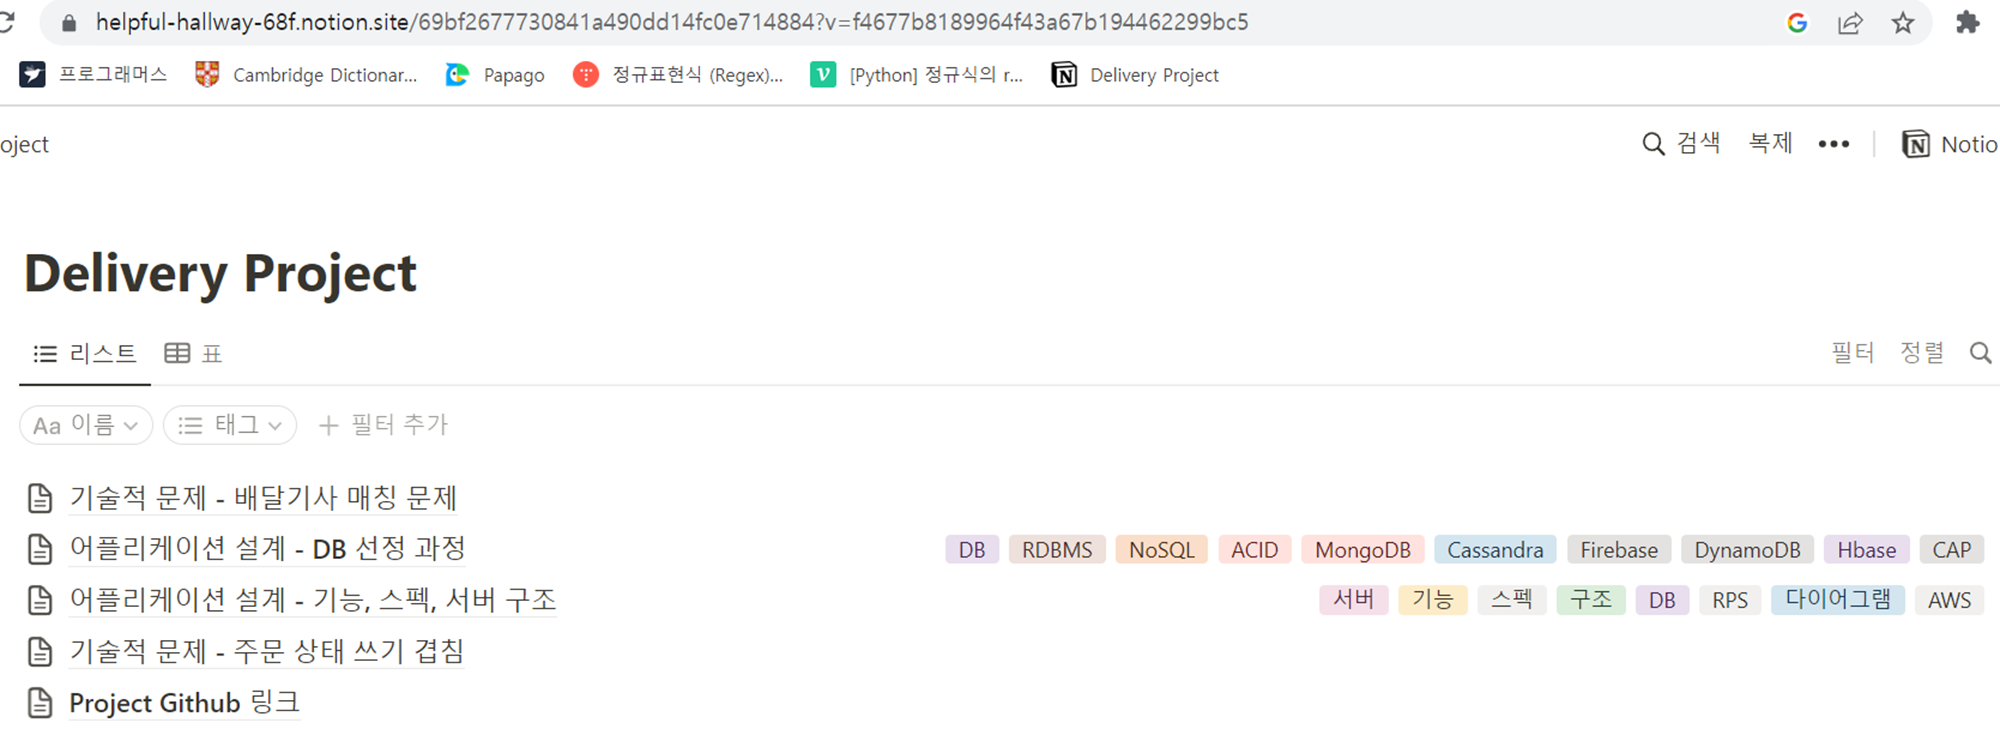 helpful-hallway-68f.notion.site/69bf2677730841a490dd14fc0e714884?v=f4677b8189964f43a67b194462299bc5
프로그래머스 Cambridge Dictionar... Papago 정규표현식 (Regex)... [Python] 정규식의 r... Delivery Project
oject 검색 복제 Notio
Delivery Project
리스트 표 필터 정렬
Aa 이름 태그 + 필터 추가
기술적 문제 - 배달기사 매칭 문제
어플리케이션 설계 - DB 선정 과정 DB RDBMS NoSQL ACID MongoDB Cassandra Firebase DynamoDB Hbase CAP
어플리케이션 설계 - 기능, 스펙, 서버 구조 서버 기능 스펙 구조 DB RPS 다이어그램 AWS
기술적 문제 - 주문 상태 쓰기 겹침
Project Github 링크